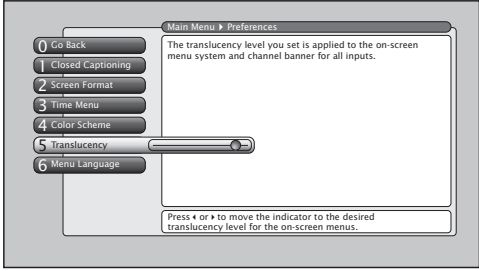 Main Menu ▸ Preferences
0 Go Back
1 Closed Captioning
2 Screen Format
3 Time Menu
4 Color Scheme
5 Translucency
6 Menu Language
The translucency level you set is applied to the on-screen
menu system and channel banner for all inputs.
Press ◂ or ▸ to move the indicator to the desired
translucency level for the on-screen menus.